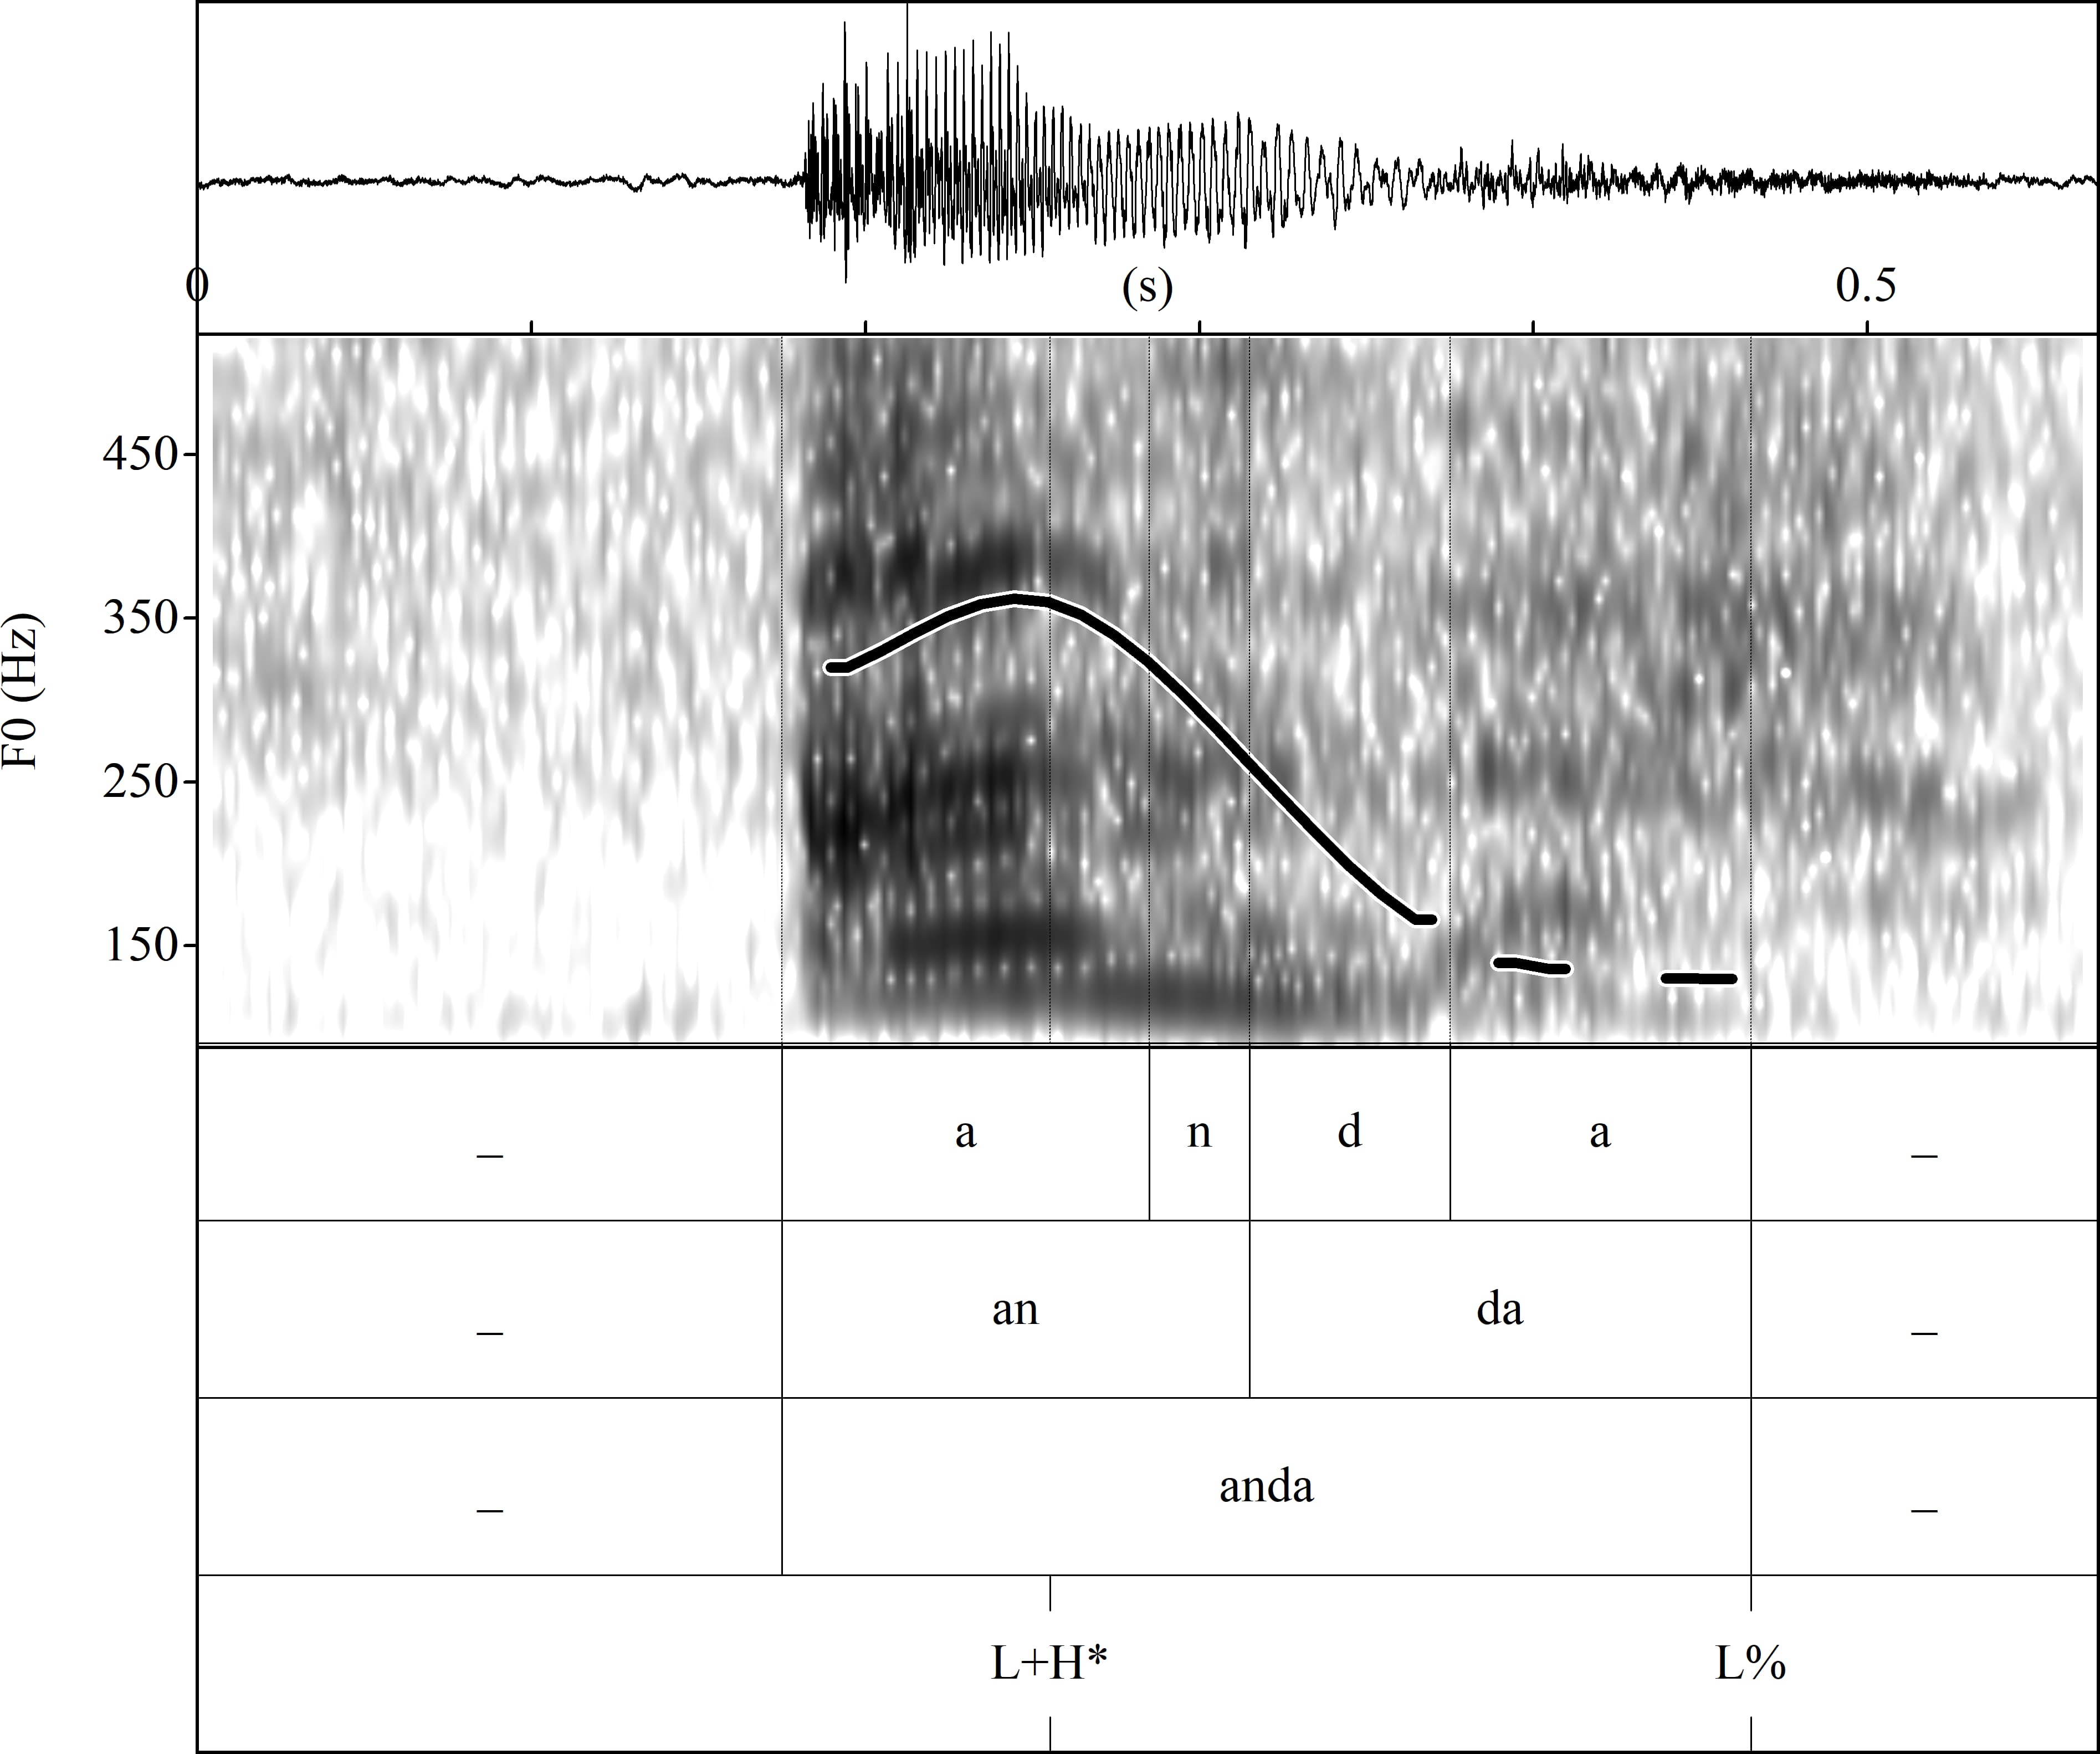 0 (s) 0.5
450
350
250
150
F0 (Hz)
_ a n d a _
_ an da _
_ anda _
L+H* L%